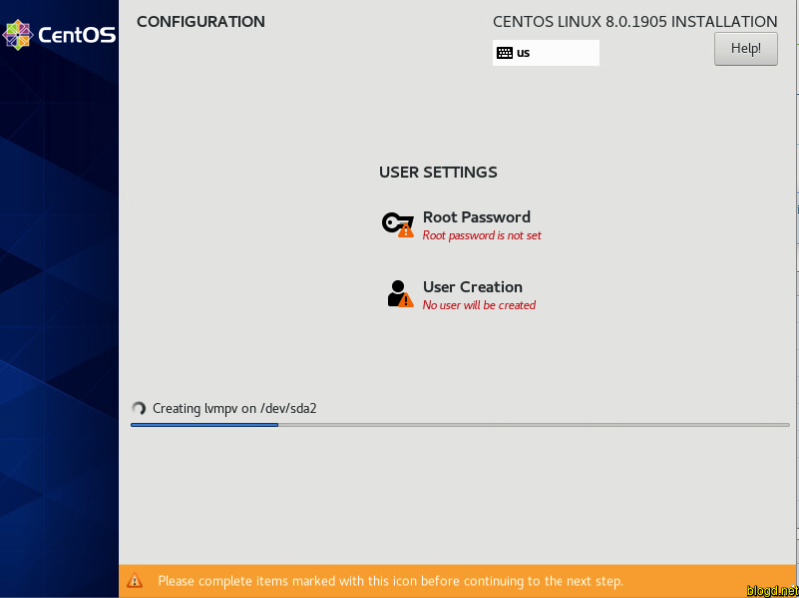 CentOS
CONFIGURATION
CENTOS LINUX 8.0.1905 INSTALLATION
us
Help!
USER SETTINGS
Root Password
Root password is not set
User Creation
No user will be created
Creating lvmpv on /dev/sda2
Please complete items marked with this icon before continuing to the next step.
blogd.net